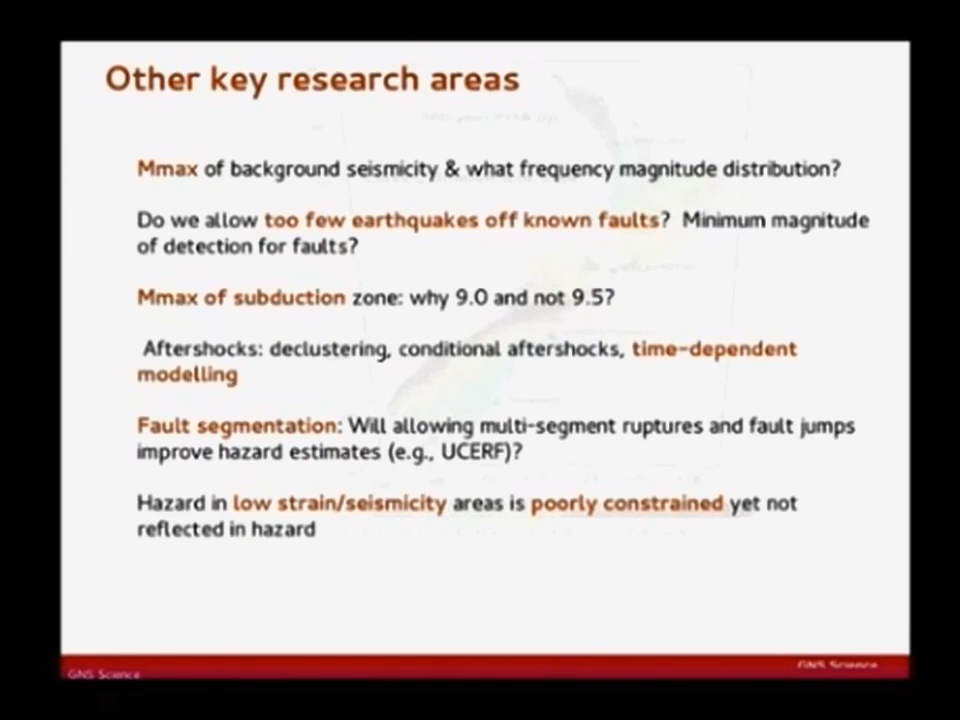 Other key research areas
Mmax of background seismicity & what frequency magnitude distribution?
Do we allow too few earthquakes off known faults? Minimum magnitude
of detection for faults?
Mmax of subduction zone: why 9.0 and not 9.5?
Aftershocks: declustering, conditional aftershocks, time-dependent
modelling
Fault segmentation: Will allowing multi-segment ruptures and fault jumps
improve hazard estimates (e.g., UCERF)?
Hazard in low strain/seismicity areas is poorly constrained yet not
reflected in hazard
GNS Science
GNS Science